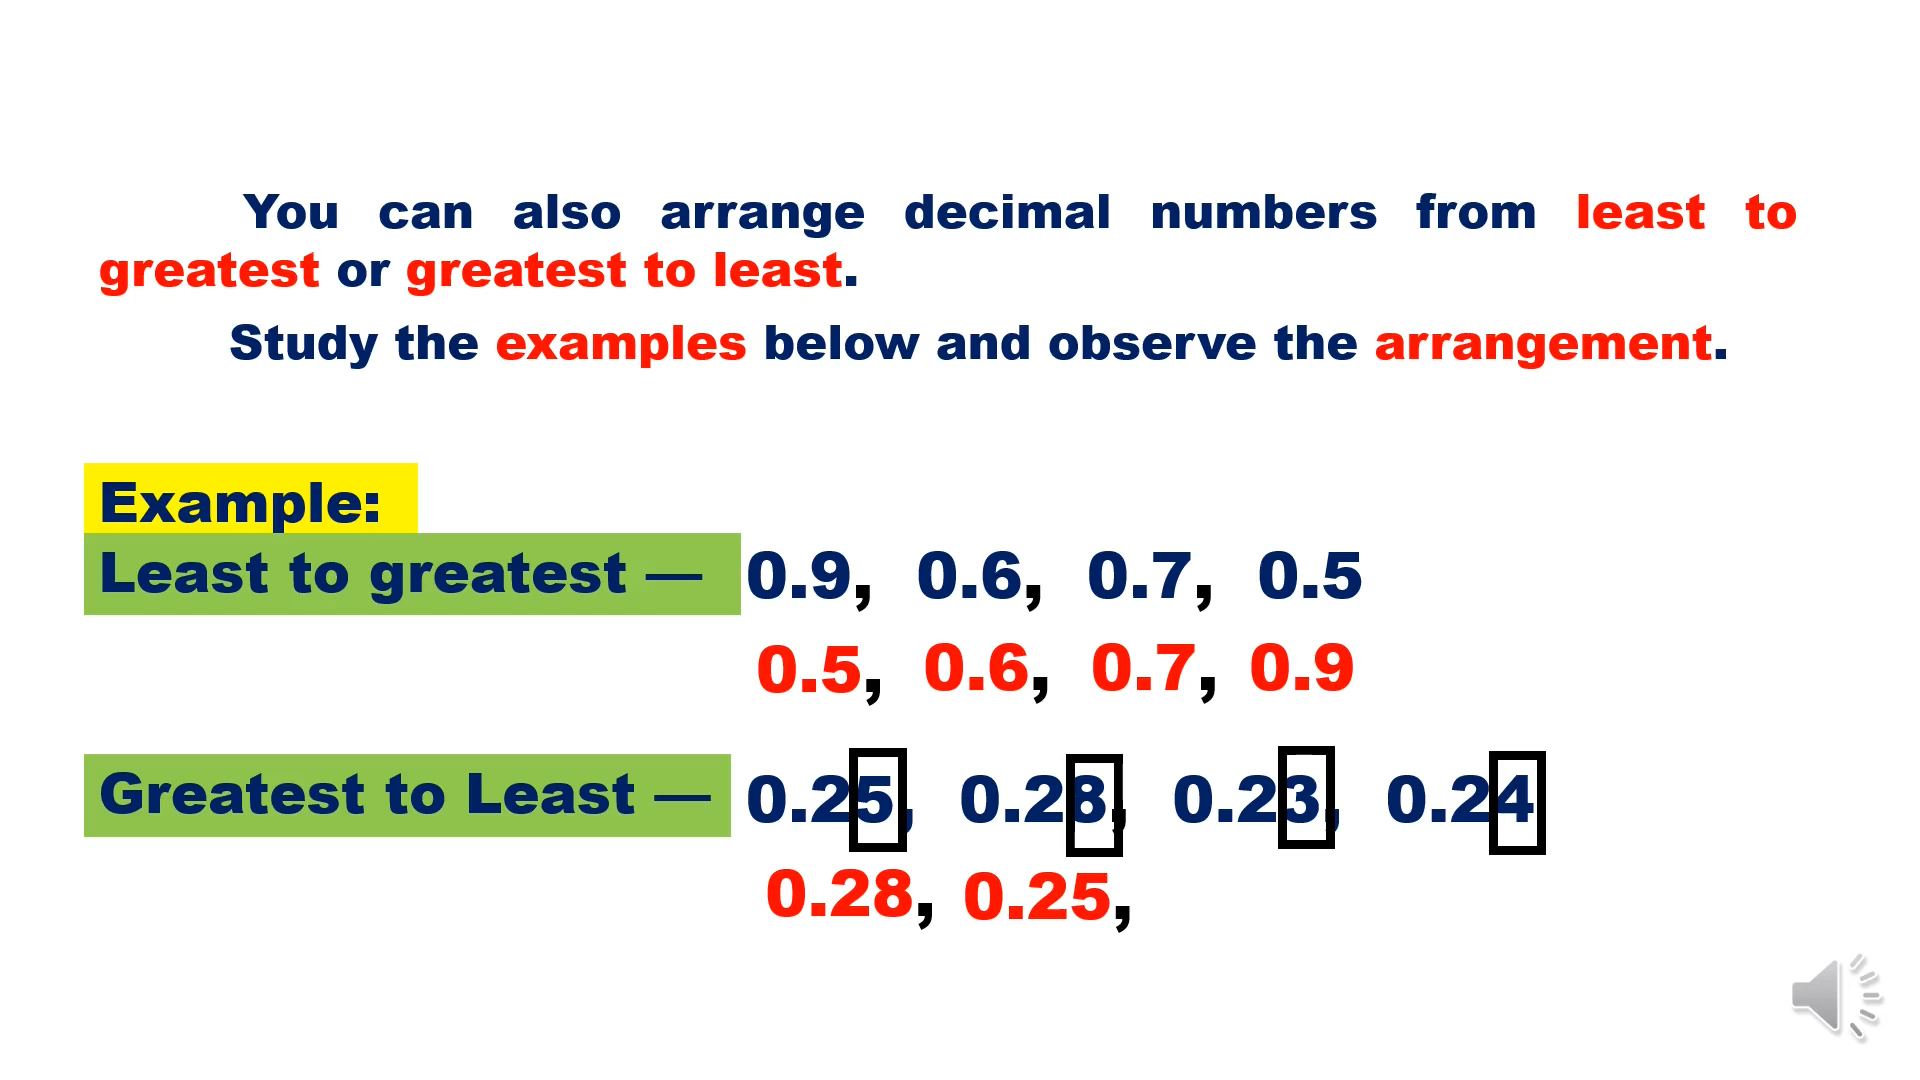 You can also arrange decimal numbers from least to
greatest or greatest to least.
Study the examples below and observe the arrangement.
Example:
Least to greatest — 0.9, 0.6, 0.7, 0.5
0.5, 0.6, 0.7, 0.9
Greatest to Least — 0.25, 0.28, 0.23, 0.24
0.28, 0.25,